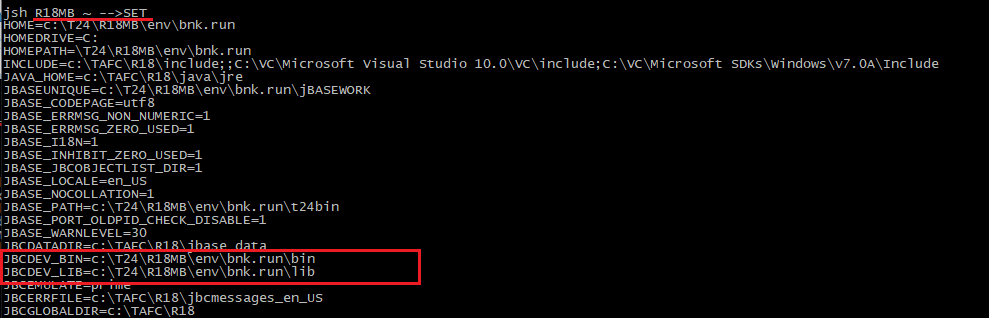 jsh R18MB ~ -->SET
HOME=c:\T24\R18MB\env\bnk.run
HOMEDRIVE=C:
HOMEPATH=\T24\R18MB\env\bnk.run
INCLUDE=c:\TAFC\R18\include;;C:\VC\Microsoft Visual Studio 10.0\VC\include;C:\VC\Microsoft SDKs\Windows\v7.0A\Include
JAVA_HOME=c:\TAFC\R18\java\jre
JBASEUNIQUE=c:\T24\R18MB\env\bnk.run\jBASEWORK
JBASE_CODEPAGE=utf8
JBASE_ERRMSG_NON_NUMERIC=1
JBASE_ERRMSG_ZERO_USED=1
JBASE_I18N=1
JBASE_INHIBIT_ZERO_USED=1
JBASE_JBCOBJECTLIST_DIR=1
JBASE_LOCALE=en_US
JBASE_NOCOLLATION=1
JBASE_PATH=c:\T24\R18MB\env\bnk.run\t24bin
JBASE_PORT_OLDPID_CHECK_DISABLE=1
JBASE_WARNLEVEL=30
JBCDATADIR=c:\TAFC\R18\jbase_data
JBCDEV_BIN=c:\T24\R18MB\env\bnk.run\bin
JBCDEV_LIB=c:\T24\R18MB\env\bnk.run\lib
JBCEMULATE=prime
JBCERRFILE=c:\TAFC\R18\jbcmessages_en_US
JBCGLOBALDIR=c:\TAFC\R18